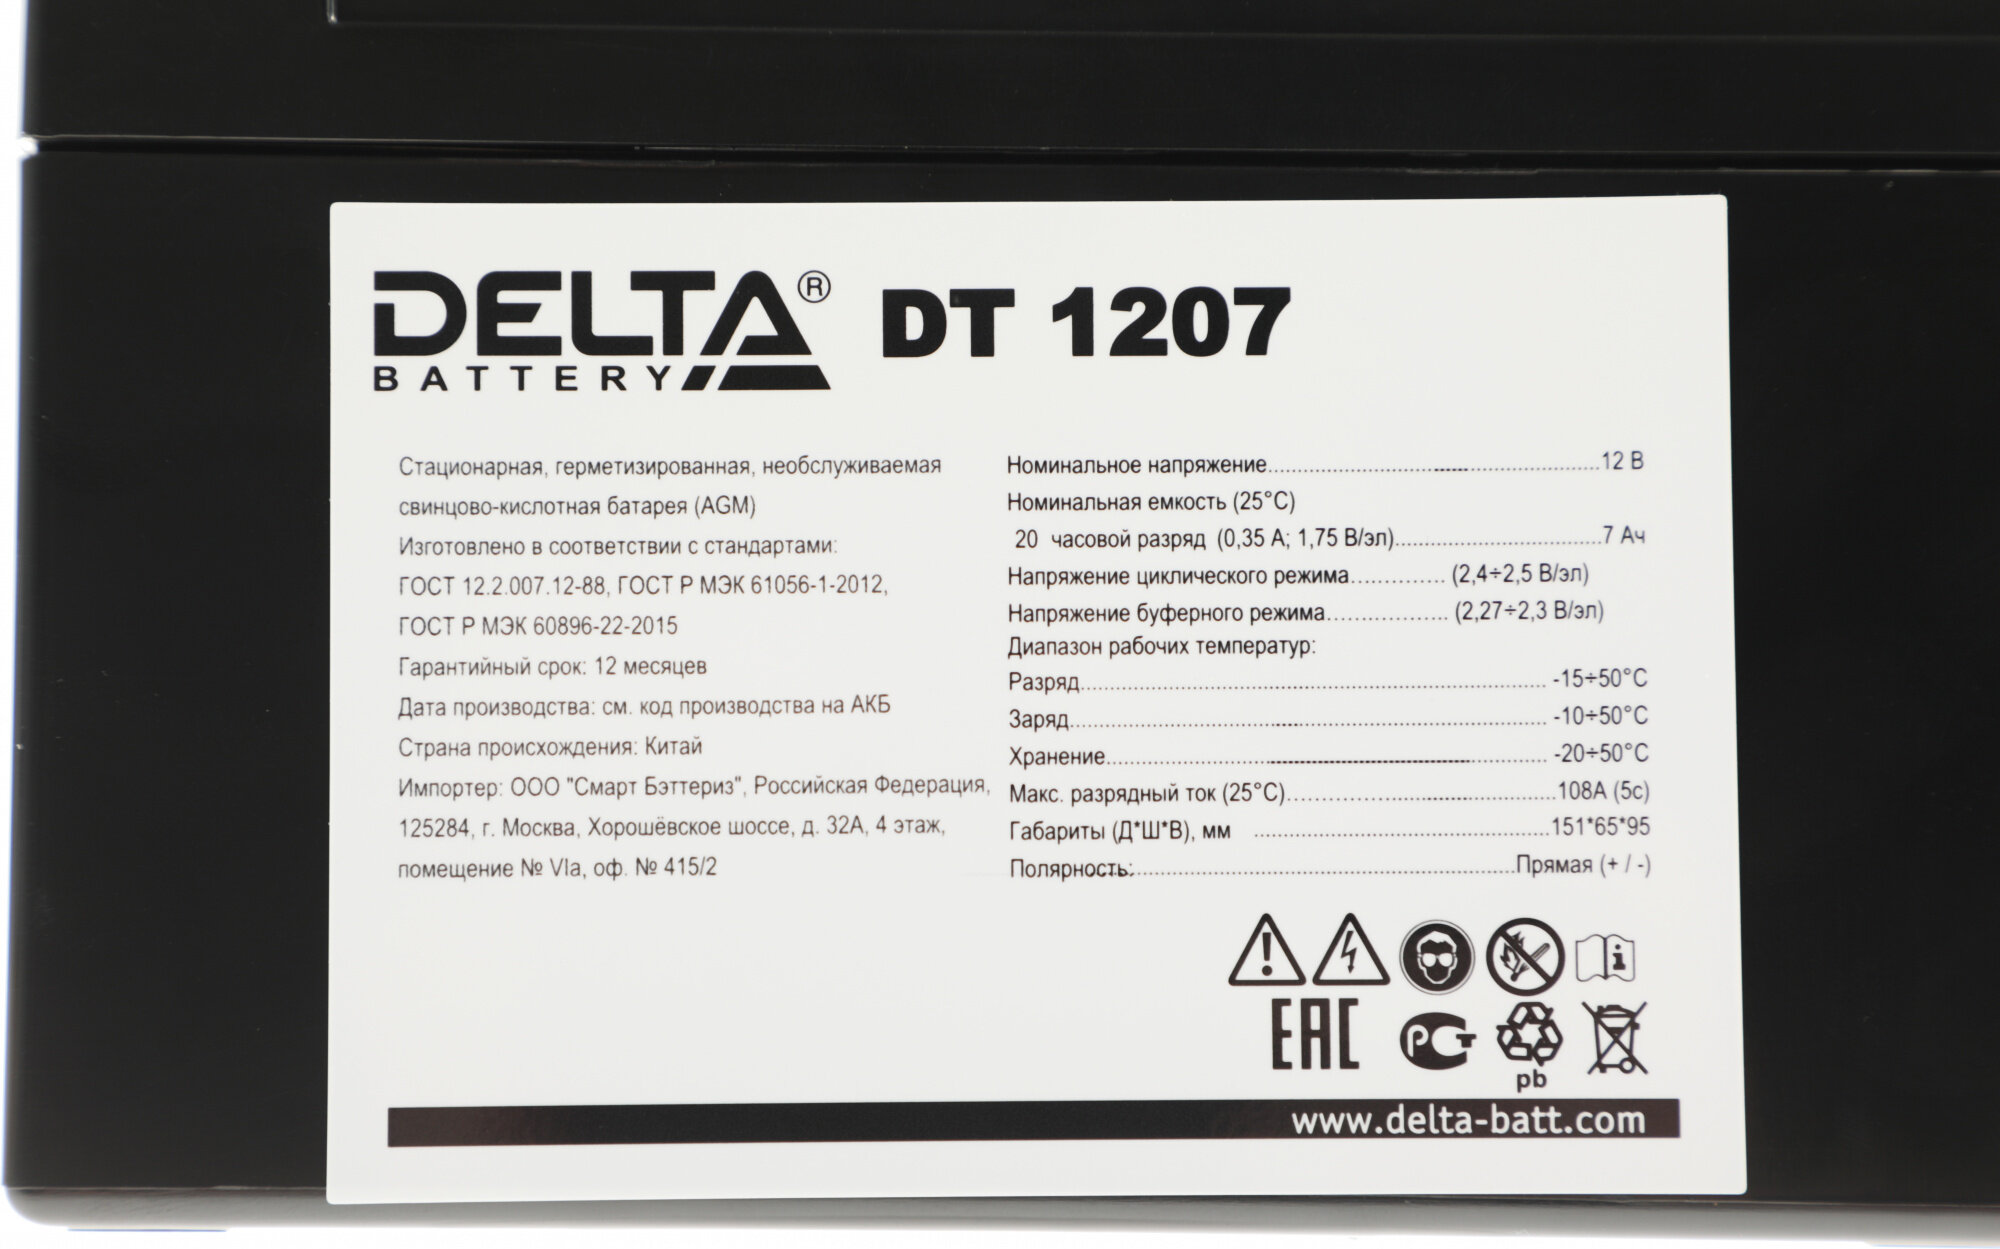 DELTA® DT 1207
BATTERY
Стационарная, герметизированная, необслуживаемая
свинцово-кислотная батарея (AGM)
Изготовлено в соответствии с стандартами:
ГОСТ 12.2.007.12-88, ГОСТ Р МЭК 61056-1-2012,
ГОСТ Р МЭК 60896-22-2015
Гарантийный срок: 12 месяцев
Дата производства: см. код производства на АКБ
Страна происхождения: Китай
Импортер: ООО "Смарт Бэттериз", Российская Федерация,
125284, г. Москва, Хорошёвское шоссе, д. 32А, 4 этаж,
помещение № VIa, оф. № 415/2
Номинальное напряжение..........12 В
Номинальная емкость (25°С)
20 часовой разряд (0,35 А; 1,75 В/эл)..........7 Ач
Напряжение циклического режима.......... (2,4÷2,5 В/эл)
Напряжение буферного режима.......... (2,27÷2,3 В/эл)
Диапазон рабочих температур:
Разряд.......... -15÷50°С
Заряд.......... -10÷50°С
Хранение.......... -20÷50°С
Макс. разрядный ток (25°С)..........108А (5с)
Габариты (Д*Ш*В), мм ..........151*65*95
Полярность:..........Прямая (+ / -)
EAC РСТ
pb
www.delta-batt.com